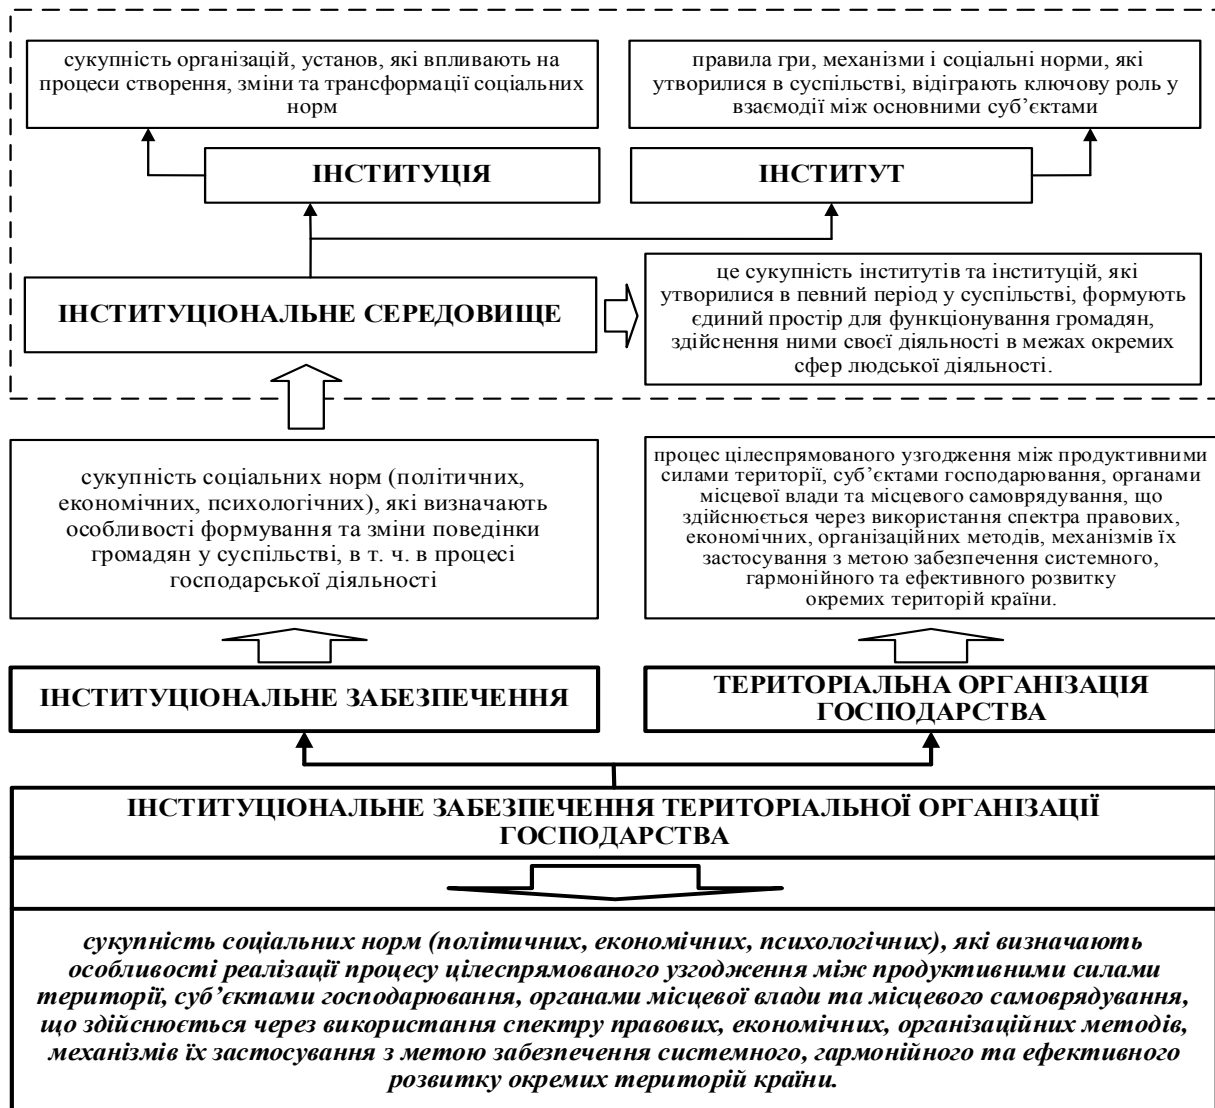 сукупність організацій, установ, які впливають на
процеси створення, зміни та трансформації соціальних
норм
правила гри, механізми і соціальні норми, які
утворилися в суспільстві, відіграють ключову роль у
взаємодії між основними суб’єктами
ІНСТИТУЦІЯ
ІНСТИТУТ
ІНСТИТУЦІОНАЛЬНЕ СЕРЕДОВИЩЕ
це сукупність інститутів та інституцій, які
утворилися в певний період у суспільстві, формують
єдиний простір для функціонування громадян,
здійснення ними своєї діяльності в межах окремих
сфер людської діяльності.
сукупність соціальних норм (політичних,
економічних, психологічних), які визначають
особливості формування та зміни поведінки
громадян у суспільстві, в т. ч. в процесі
господарської діяльності
процес цілеспрямованого узгодження між продуктивними
силами території, суб’єктами господарювання, органами
місцевої влади та місцевого самоврядування, що
здійснюється через використання спектра правових,
економічних, організаційних методів, механізмів їх
застосування з метою забезпечення системного,
гармонійного та ефективного розвитку
окремих територій країни.
ІНСТИТУЦІОНАЛЬНЕ ЗАБЕЗПЕЧЕННЯ
ТЕРИТОРІАЛЬНА ОРГАНІЗАЦІЯ
ГОСПОДАРСТВА
ІНСТИТУЦІОНАЛЬНЕ ЗАБЕЗПЕЧЕННЯ ТЕРИТОРІАЛЬНОЇ ОРГАНІЗАЦІЇ
ГОСПОДАРСТВА
сукупність соціальних норм (політичних, економічних, психологічних), які визначають
особливості реалізації процесу цілеспрямованого узгодження між продуктивними силами
території, суб’єктами господарювання, органами місцевої влади та місцевого самоврядування,
що здійснюється через використання спектру правових, економічних, організаційних методів,
механізмів їх застосування з метою забезпечення системного, гармонійного та ефективного
розвитку окремих територій країни.